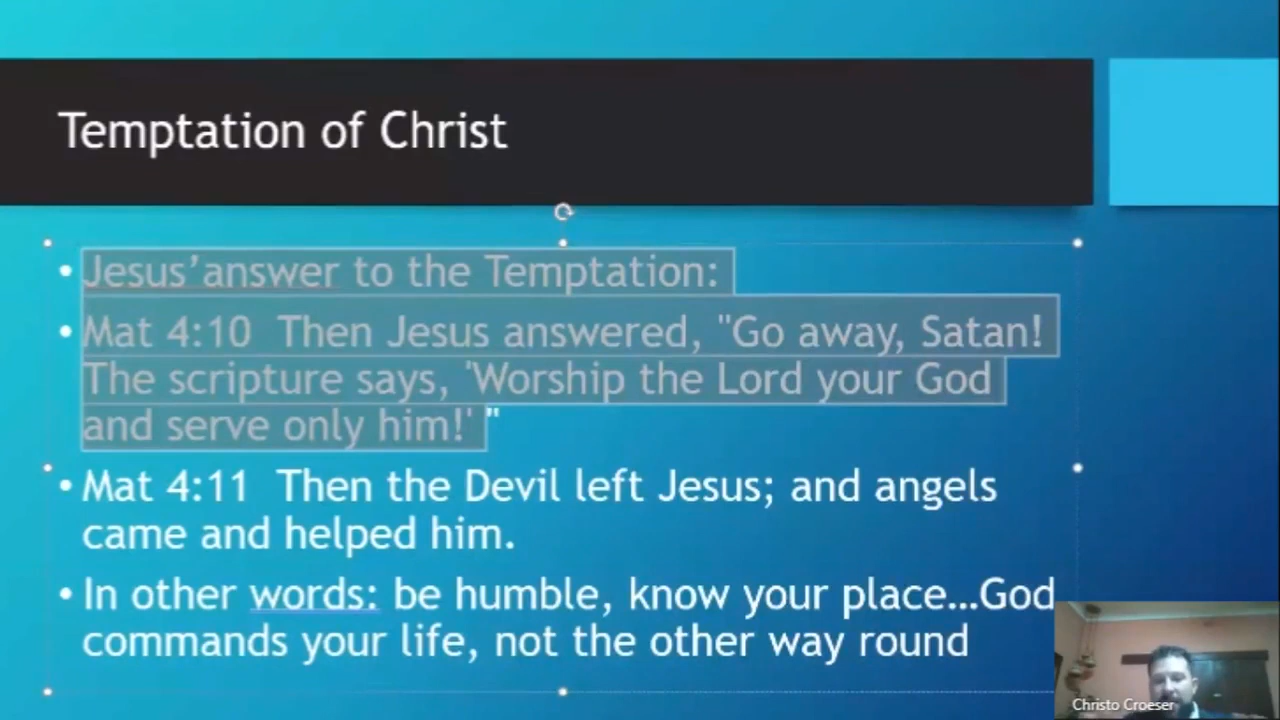 Temptation of Christ
• Jesus’answer to the Temptation:
• Mat 4:10  Then Jesus answered, "Go away, Satan!
The scripture says, 'Worship the Lord your God
and serve only him!' "
• Mat 4:11  Then the Devil left Jesus; and angels
came and helped him.
• In other words: be humble, know your place…God
commands your life, not the other way round
Christo Croeser